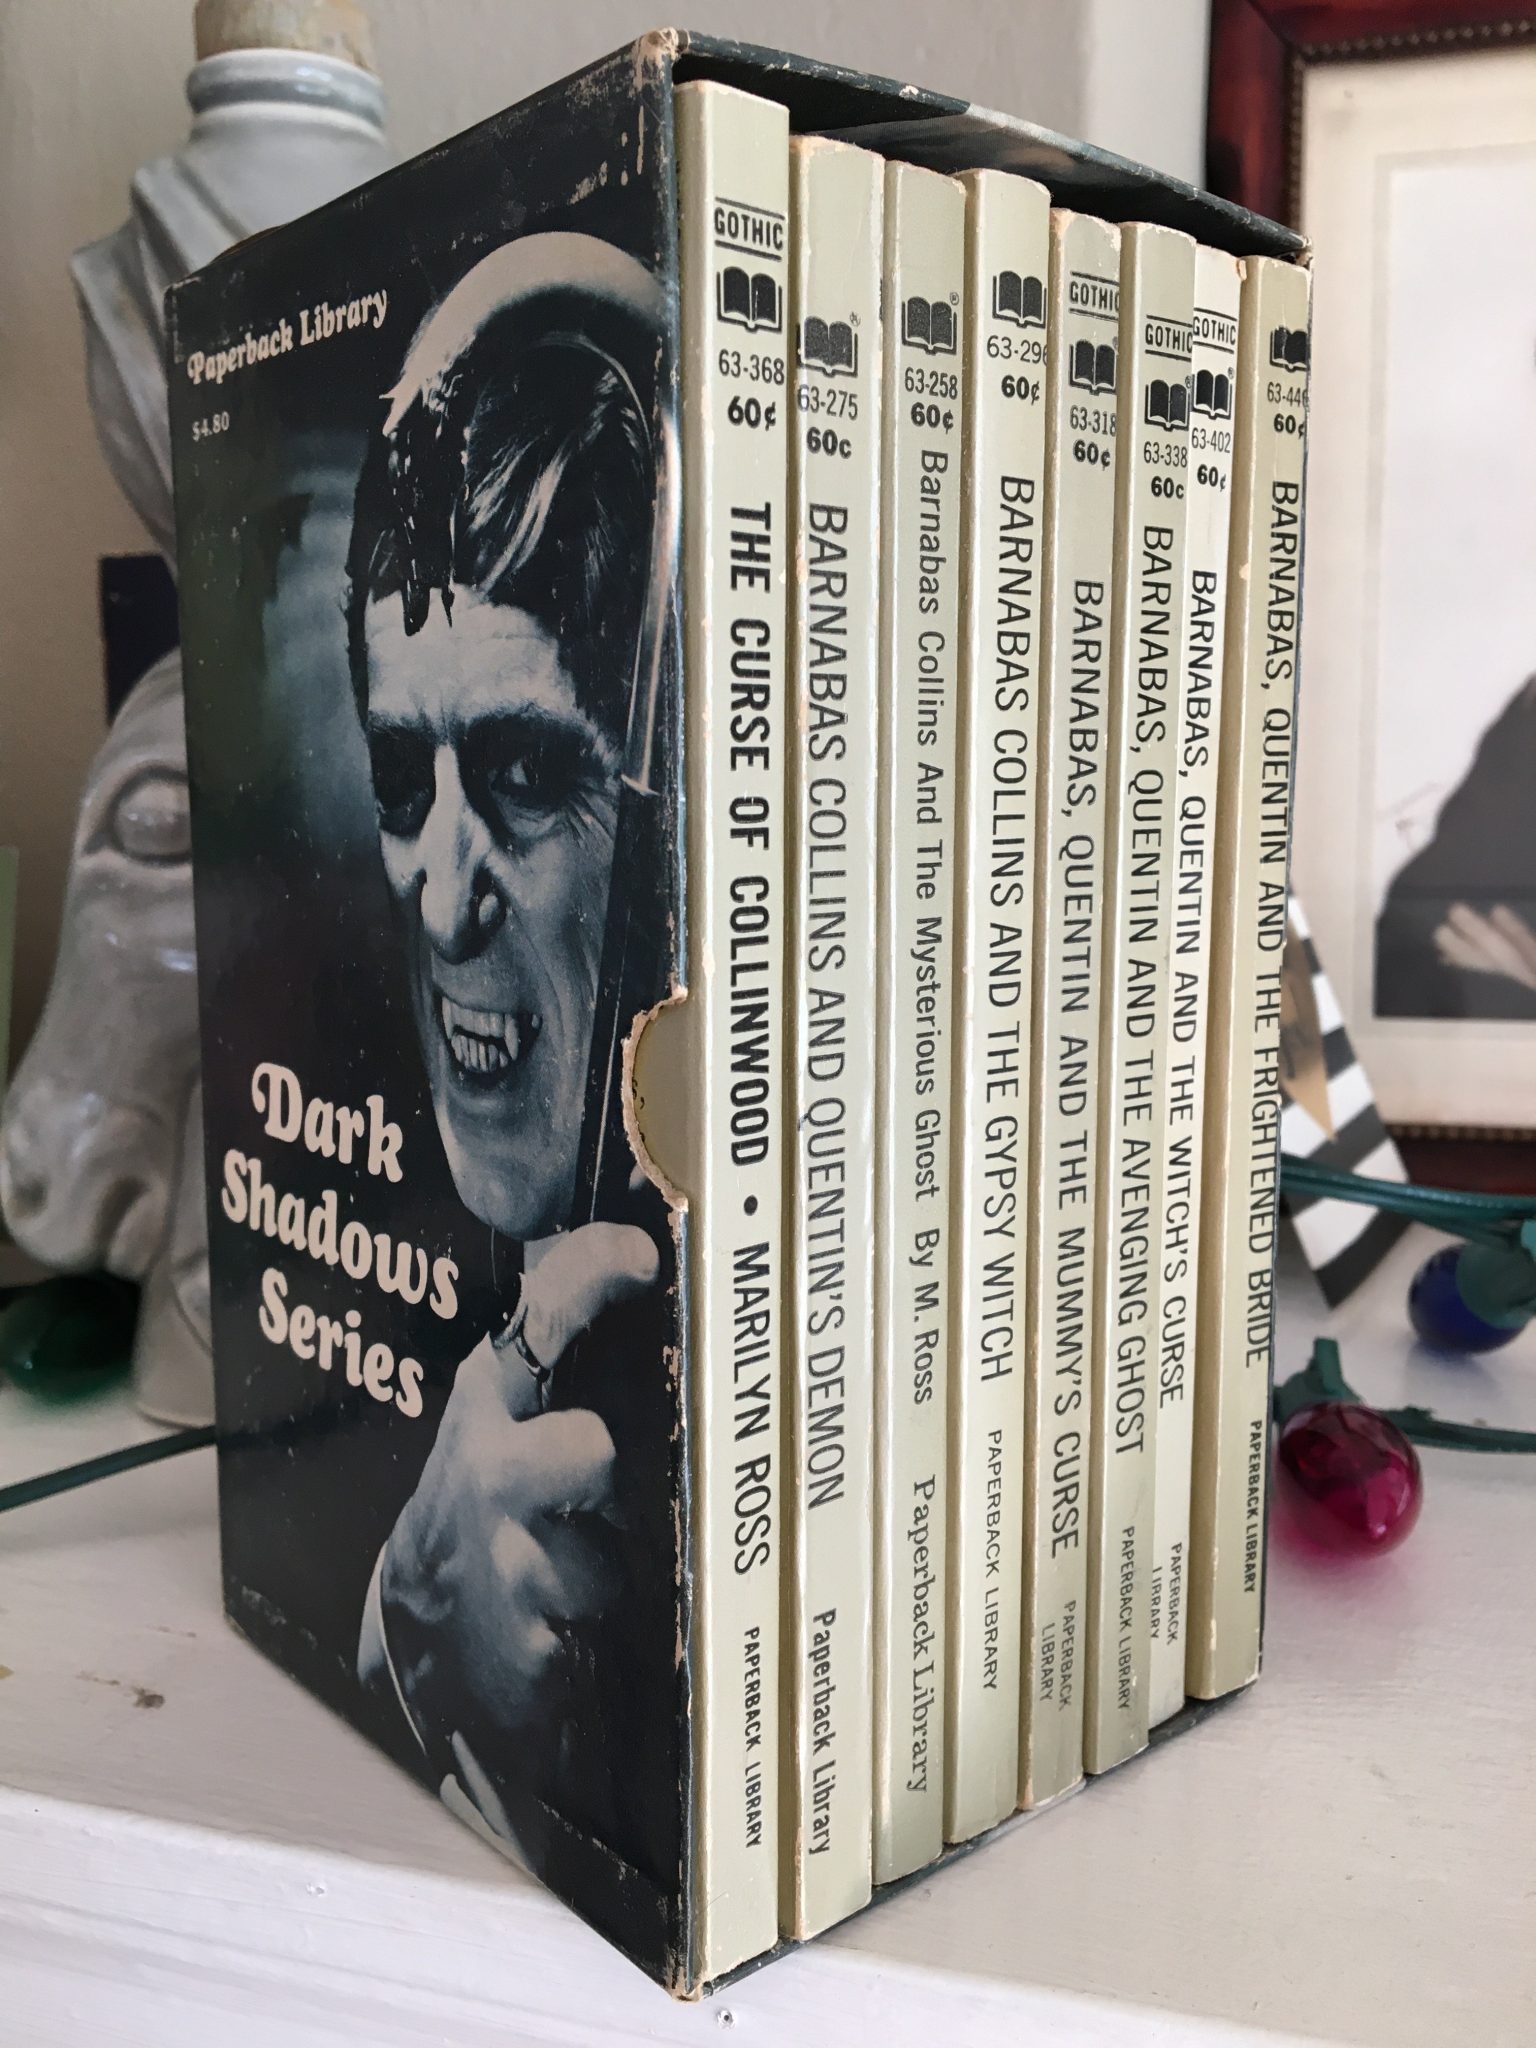 Paperback Library
$4.80
Dark
Shadows
Series
GOTHIC
63-368
60¢
THE CURSE OF COLLINWOOD • MARILYN ROSS
PAPERBACK LIBRARY
®
63-275
60c
BARNABAS COLLINS AND QUENTIN'S DEMON
Paperback Library
®
63-258
60¢
Barnabas Collins And The Mysterious Ghost By M. Ross
Paperback Library
63-296
60¢
BARNABAS COLLINS AND THE GYPSY WITCH
PAPERBACK LIBRARY
GOTHIC
63-318
60¢
BARNABAS, QUENTIN AND THE MUMMY'S CURSE
PAPERBACK
LIBRARY
GOTHIC
®
63-338
60c
BARNABAS, QUENTIN AND THE AVENGING GHOST
PAPERBACK LIBRARY
GOTHIC
®
63-402
60¢
BARNABAS, QUENTIN AND THE WITCH'S CURSE
PAPERBACK
LIBRARY
60¢
BARNABAS, QUENTIN AND THE FRIGHTENED BRIDE
PAPERBACK LIBRARY